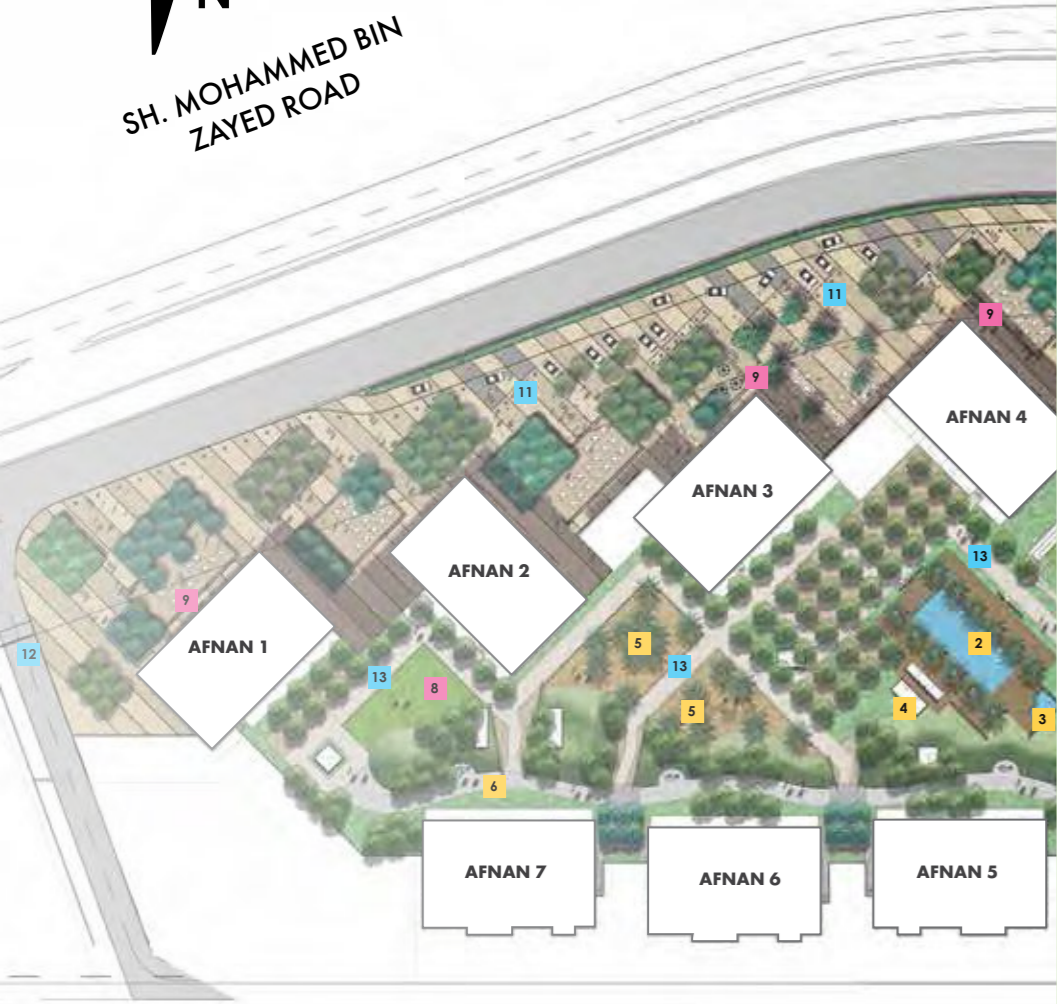 N
SH. MOHAMMED BIN
ZAYED ROAD
11
9
AFNAN 4
9
11
AFNAN 3
13
AFNAN 2
9
AFNAN 1
12
5
13
2
13
8
5
4
3
6
AFNAN 7
AFNAN 6
AFNAN 5